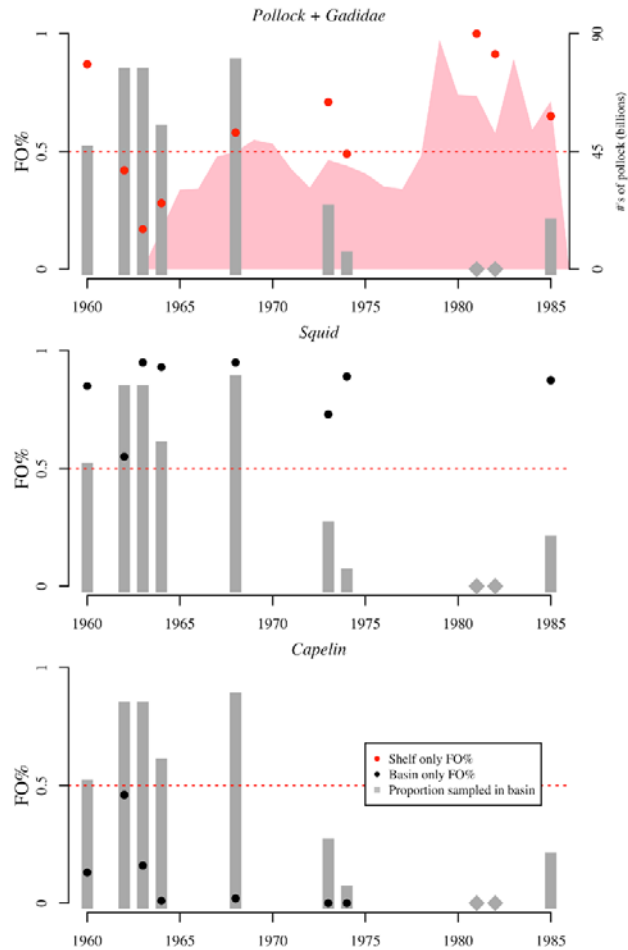 Pollock + Gadidae
1
0.5
0
FO%
90
45
0
#'s of pollock (billions)
1960 1965 1970 1975 1980 1985
Squid
1
0.5
0
FO%
1960 1965 1970 1975 1980 1985
Capelin
1
0.5
0
FO%
Shelf only FO%
Basin only FO%
Proportion sampled in basin
1960 1965 1970 1975 1980 1985